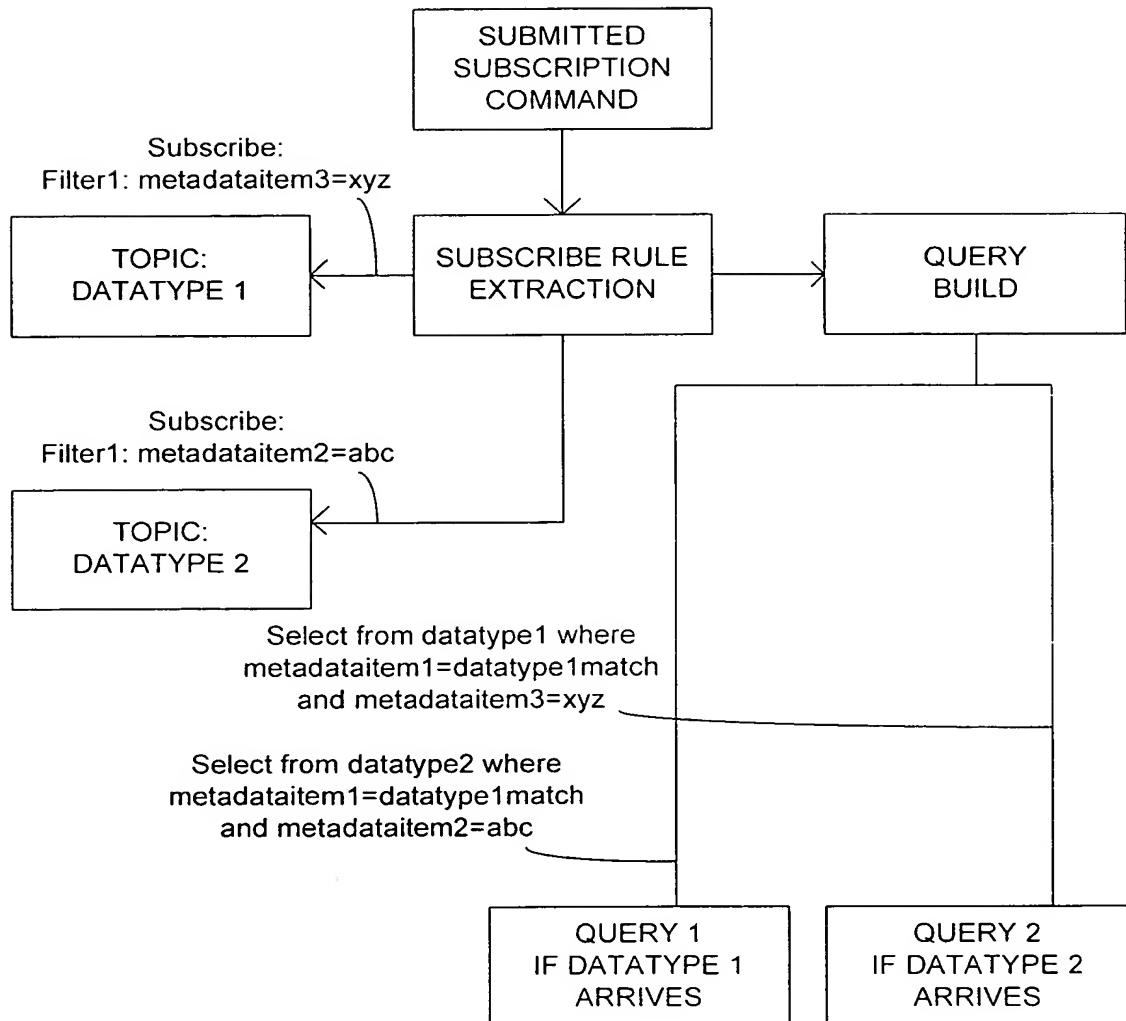 SUBMITTED
SUBSCRIPTION
COMMAND
Subscribe:
Filter1: metadataitem3=xyz
TOPIC:
DATATYPE 1
SUBSCRIBE RULE
EXTRACTION
QUERY
BUILD
Subscribe:
Filter1: metadataitem2=abc
TOPIC:
DATATYPE 2
Select from datatype1 where
metadataitem1=datatype1match
and metadataitem3=xyz
Select from datatype2 where
metadataitem1=datatype1match
and metadataitem2=abc
QUERY 1
IF DATATYPE 1
ARRIVES
QUERY 2
IF DATATYPE 2
ARRIVES